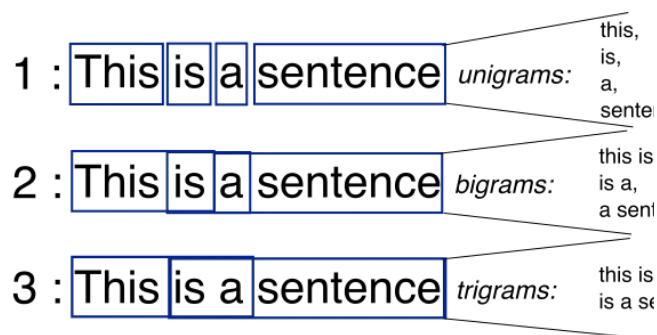 1 : This is a sentence unigrams:
this,
is,
a,
2 : This is a sentence bigrams:
this is
is a,
a
3 : This is a sentence trigrams:
this is
is a